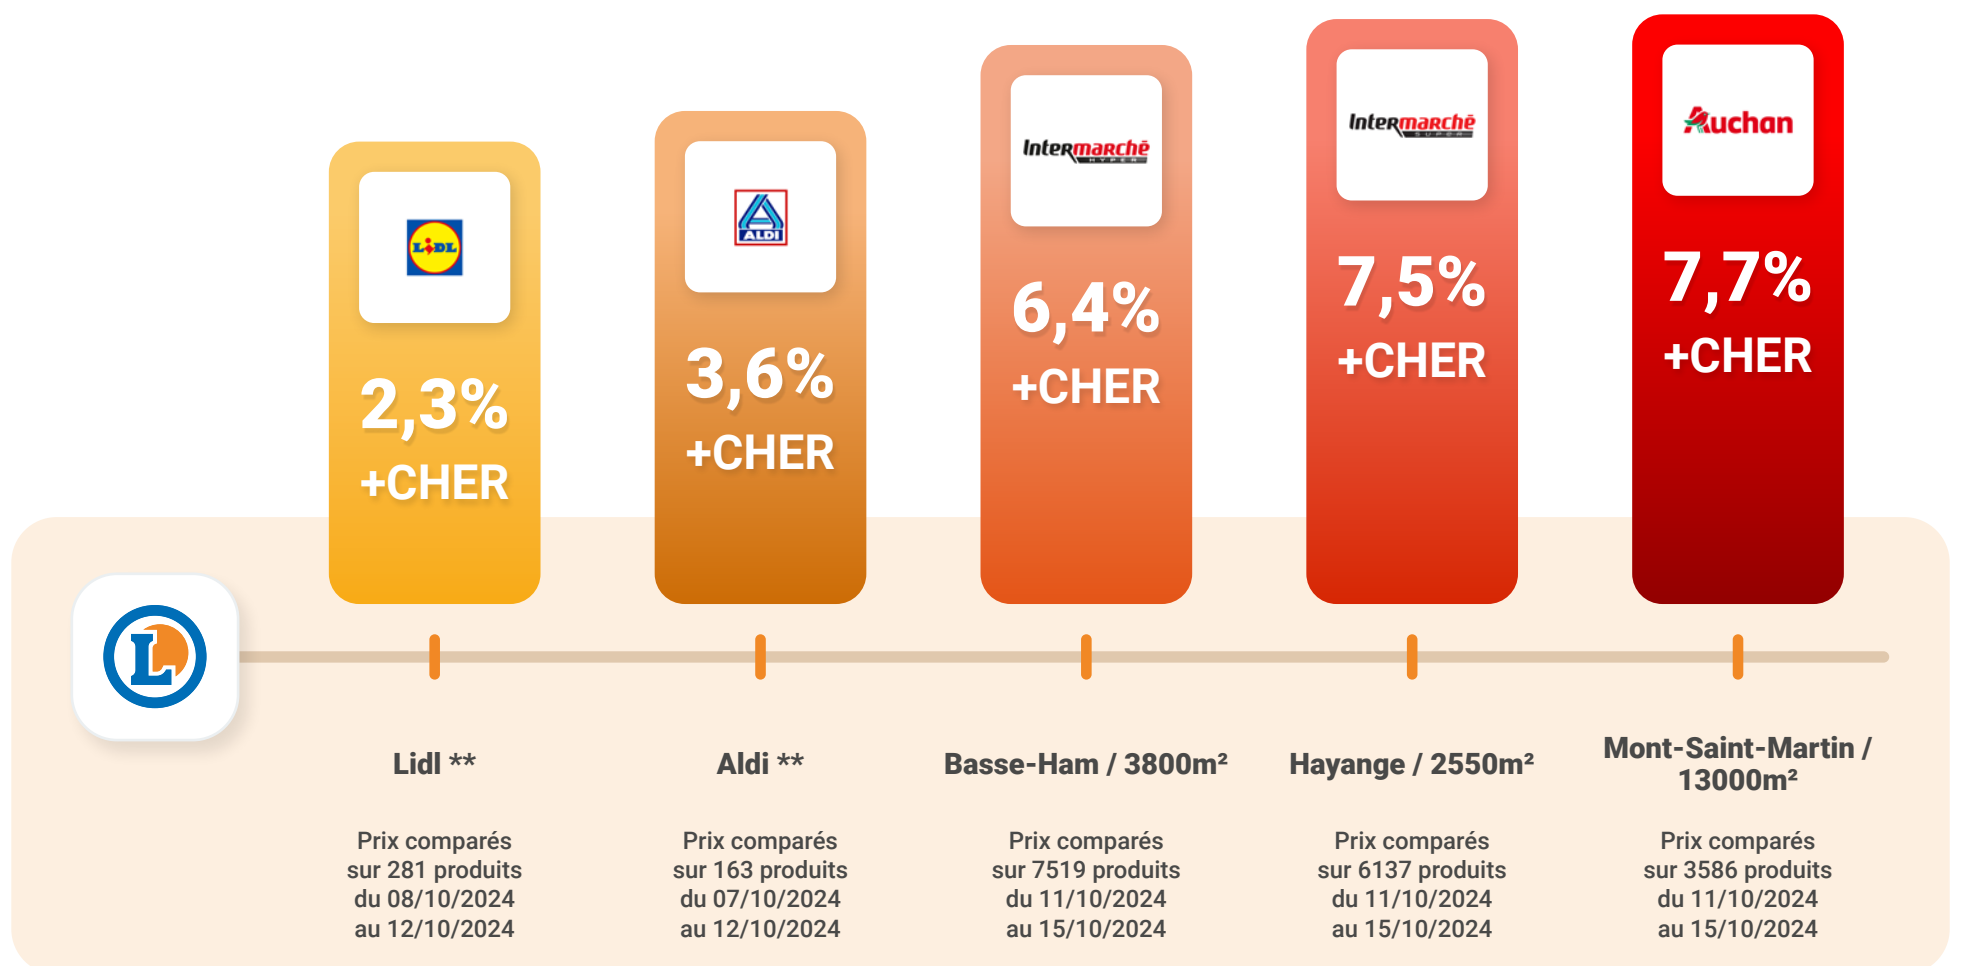 LiDL
2,3%
+CHER
ALDI
3,6%
+CHER
Intermarchē
HYPER
6,4%
+CHER
Intermarchē
SUPER
7,5%
+CHER
Auchan
7,7%
+CHER
L
Lidl **
Prix comparés
sur 281 produits
du 08/10/2024
au 12/10/2024
Aldi **
Prix comparés
sur 163 produits
du 07/10/2024
au 12/10/2024
Basse-Ham / 3800m²
Prix comparés
sur 7519 produits
du 11/10/2024
au 15/10/2024
Hayange / 2550m²
Prix comparés
sur 6137 produits
du 11/10/2024
au 15/10/2024
Mont-Saint-Martin /
13000m²
Prix comparés
sur 3586 produits
du 11/10/2024
au 15/10/2024